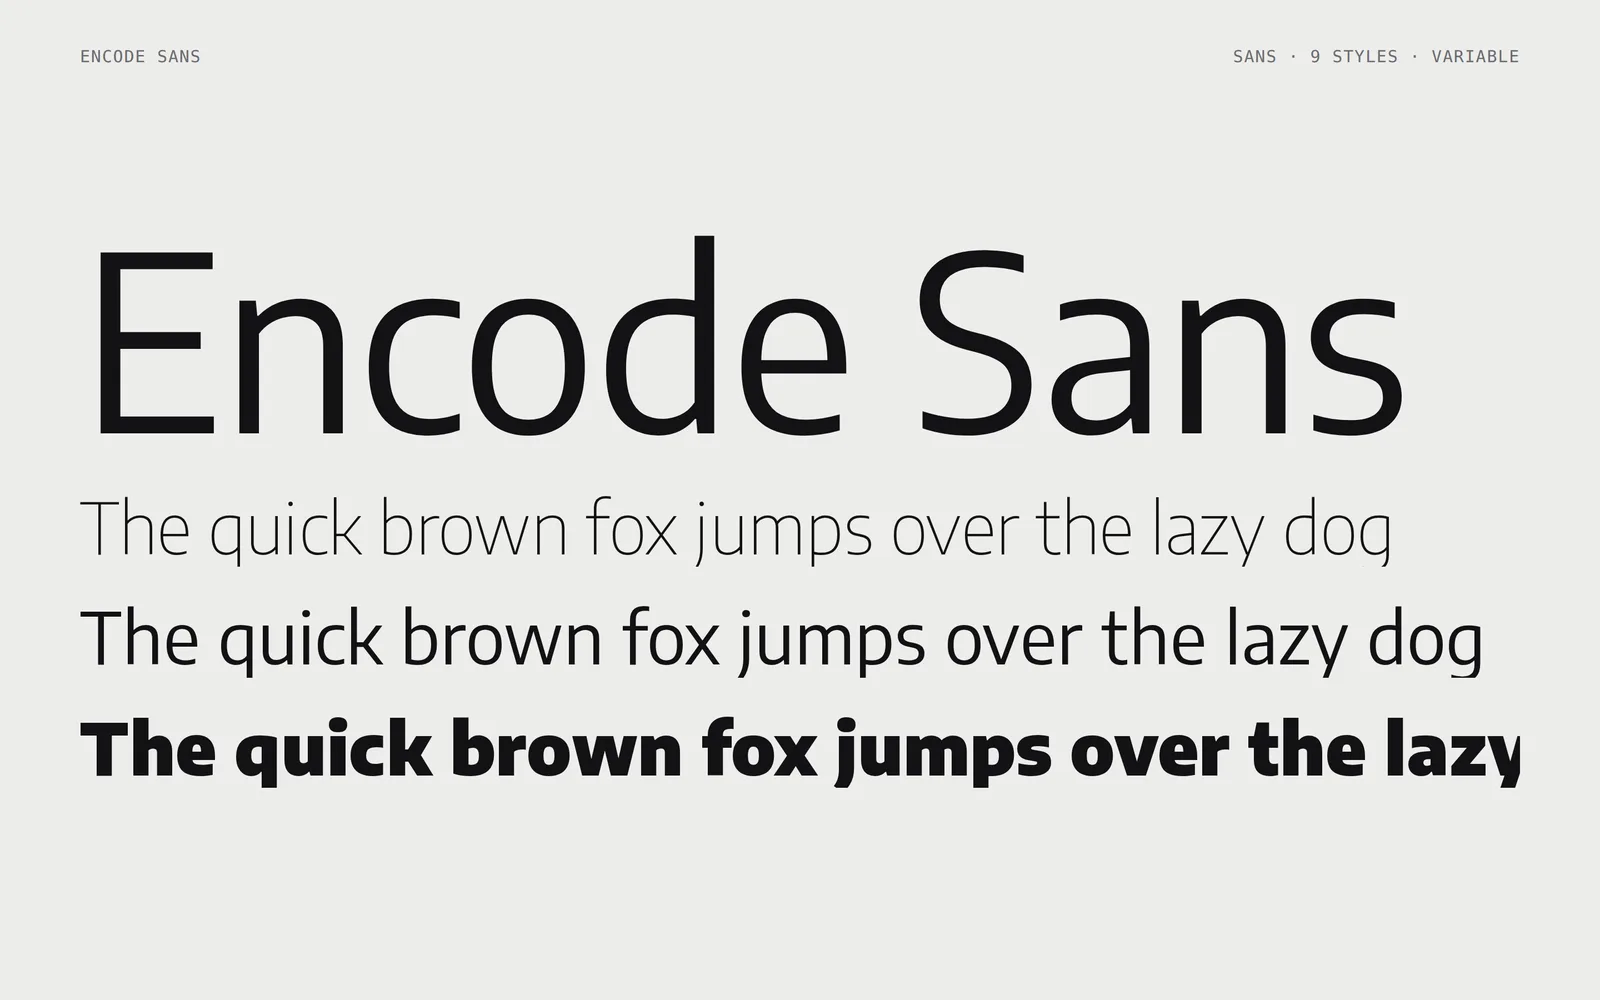 ENCODE SANS
SANS · 9 STYLES · VARIABLE
Encode Sans
The quick brown fox jumps over the lazy dog
The quick brown fox jumps over the lazy dog
The quick brown fox jumps over the lazy